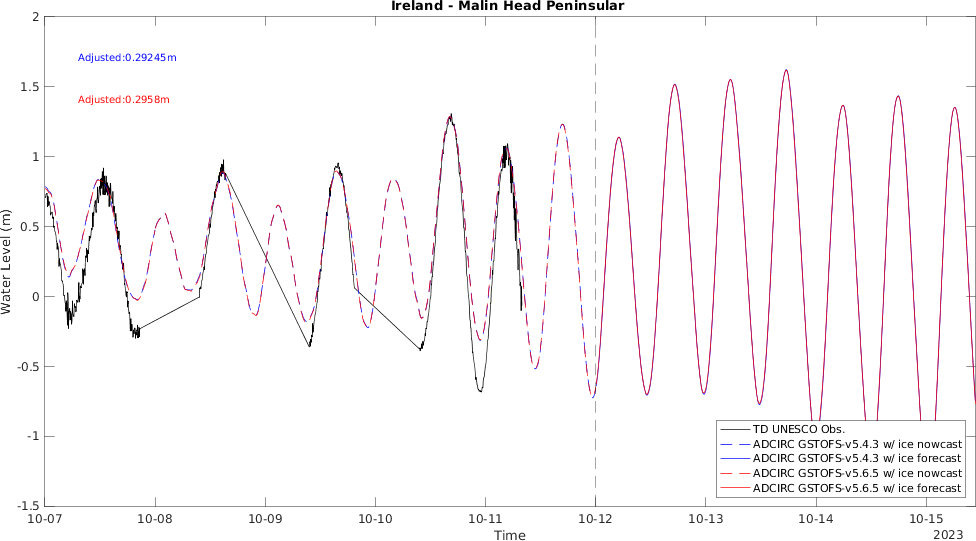 Ireland - Malin Head Peninsular
2
1.5
1
0.5
0
-0.5
-1
-1.5
Water Level (m)
Adjusted:0.29245m
Adjusted:0.2958m
TD UNESCO Obs.
ADCIRC GSTOFS-v5.4.3 w/ ice nowcast
ADCIRC GSTOFS-v5.4.3 w/ ice forecast
ADCIRC GSTOFS-v5.6.5 w/ ice nowcast
ADCIRC GSTOFS-v5.6.5 w/ ice forecast
10-07 10-08 10-09 10-10 10-11 10-12 10-13 10-14 10-15
Time
2023